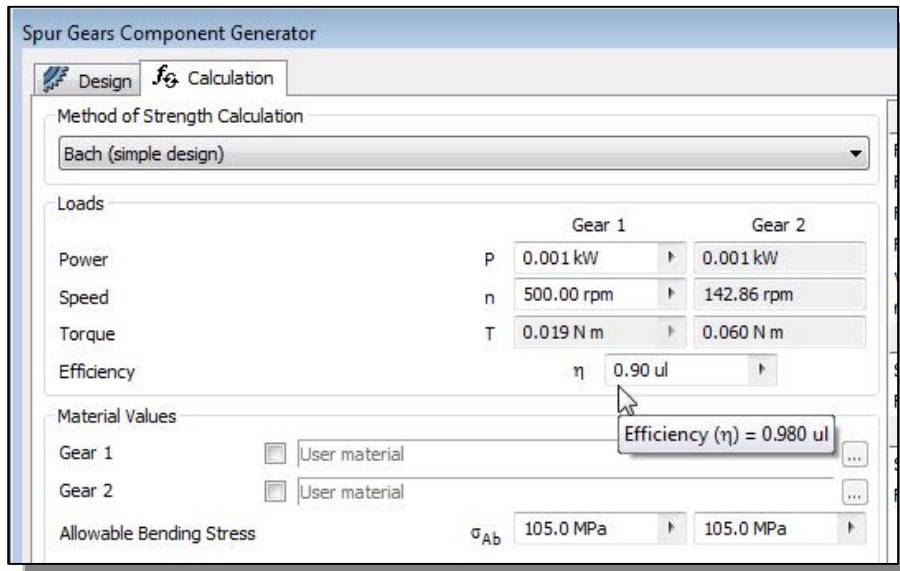 Spur Gears Component Generator
Design Calculation
Method of Strength Calculation
Bach (simple design)
Loads
Gear 1 Gear 2
Power P 0.001 kW 0.001 kW
Speed n 500.00 rpm 142.86 rpm
Torque T 0.019 N m 0.060 N m
Efficiency η 0.90 ul
Efficiency (η) = 0.980 ul
Material Values
Gear 1 User material ...
Gear 2 User material ...
Allowable Bending Stress σAb 105.0 MPa 105.0 MPa